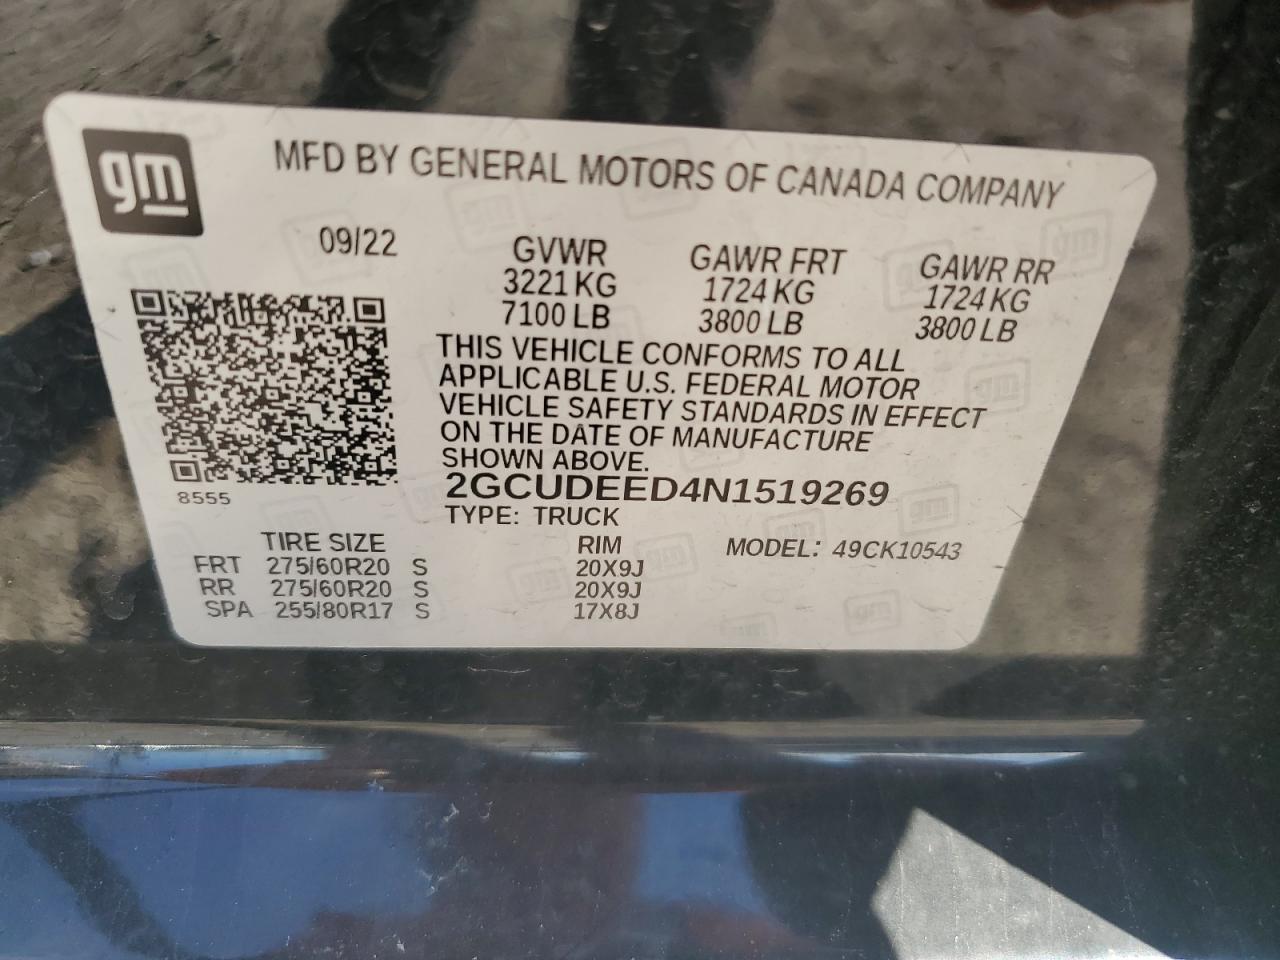 gm
MFD BY GENERAL MOTORS OF CANADA COMPANY
09/22 GVWR GAWR FRT GAWR RR
3221 KG 1724 KG 1724 KG
7100 LB 3800 LB 3800 LB
THIS VEHICLE CONFORMS TO ALL
APPLICABLE U.S. FEDERAL MOTOR
VEHICLE SAFETY STANDARDS IN EFFECT
ON THE DATE OF MANUFACTURE
SHOWN ABOVE.
8555
2GCUDEED4N1519269
TYPE: TRUCK
TIRE SIZE RIM MODEL: 49CK10543
FRT 275/60R20 S 20X9J
RR 275/60R20 S 20X9J
SPA 255/80R17 S 17X8J